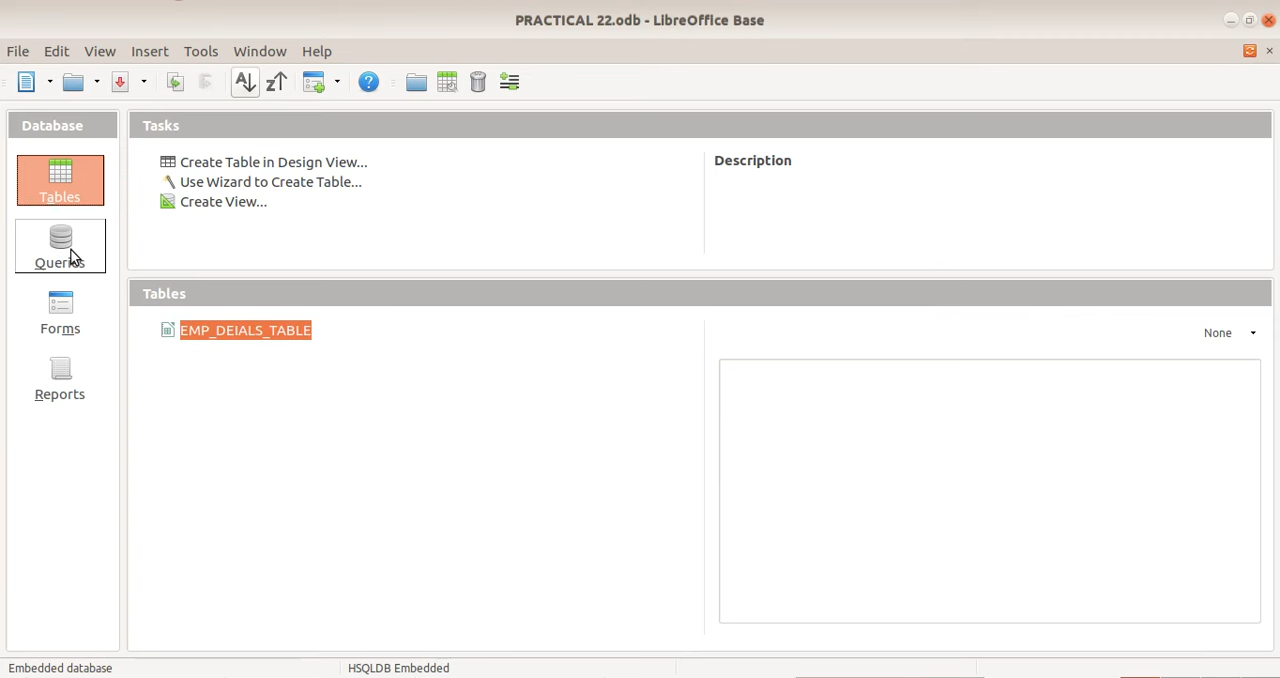 PRACTICAL 22.odb - LibreOffice Base
File Edit View Insert Tools Window Help
Database
Tables
Queries
Forms
Reports
Tasks
Create Table in Design View...
Use Wizard to Create Table...
Create View...
Description
Tables
EMP_DEIALS_TABLE
None
Embedded database
HSQLDB Embedded